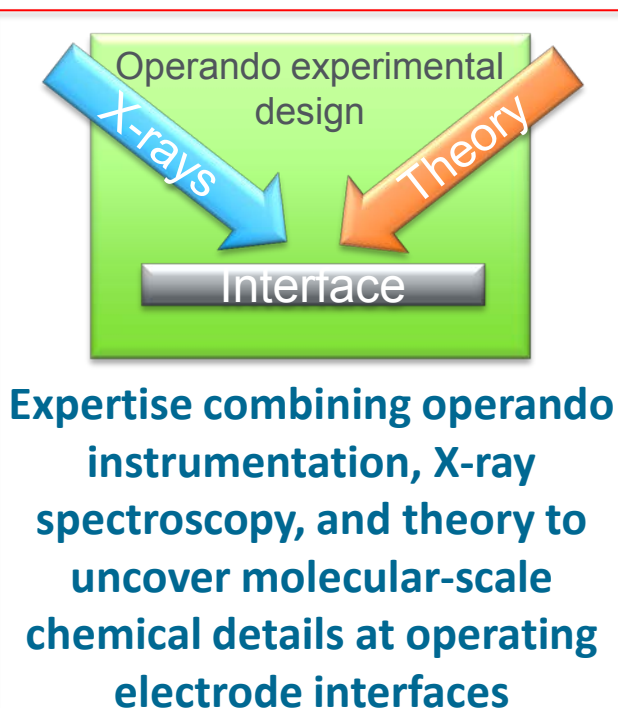 Operando experimental
design
X-rays
Theory
Interface
Expertise combining operando
instrumentation, X-ray
spectroscopy, and theory to
uncover molecular-scale
chemical details at operating
electrode interfaces